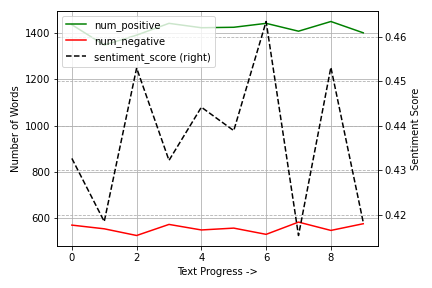 num_positive
num_negative
sentiment_score (right)
1400
1200
1000
800
600
Number of Words
0.46
0.45
0.44
0.43
0.42
Sentiment Score
0 2 4 6 8
Text Progress ->